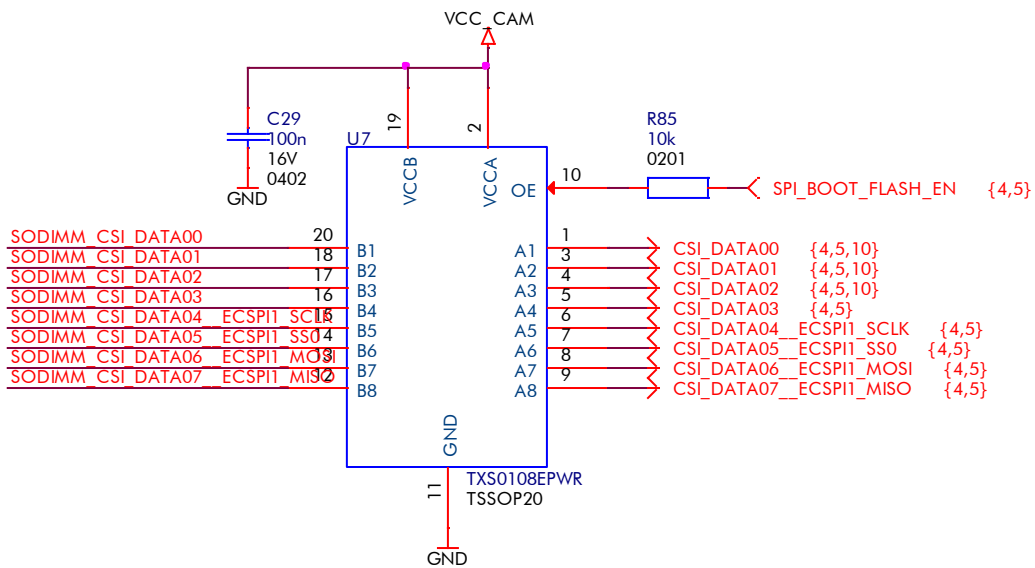 VCC_CAM
C29
100n
16V
0402
GND
U7
19
2
VCCB
VCCA
OE
10
R85
10k
0201
SPI_BOOT_FLASH_EN {4,5}
SODIMM_CSI_DATA00 20 B1 A1 1 CSI_DATA00 {4,5,10}
SODIMM_CSI_DATA01 18 B2 A2 3 CSI_DATA01 {4,5,10}
SODIMM_CSI_DATA02 17 B3 A3 4 CSI_DATA02 {4,5,10}
SODIMM_CSI_DATA03 16 B4 A4 5 CSI_DATA03 {4,5}
SODIMM_CSI_DATA04__ECSPI1_SCLK 15 B5 A5 6 CSI_DATA04__ECSPI1_SCLK {4,5}
SODIMM_CSI_DATA05__ECSPI1_SS0 14 B6 A6 7 CSI_DATA05__ECSPI1_SS0 {4,5}
SODIMM_CSI_DATA06__ECSPI1_MOSI 13 B7 A7 8 CSI_DATA06__ECSPI1_MOSI {4,5}
SODIMM_CSI_DATA07__ECSPI1_MISO 12 B8 A8 9 CSI_DATA07__ECSPI1_MISO {4,5}
GND
11
TXS0108EPWR
TSSOP20
GND